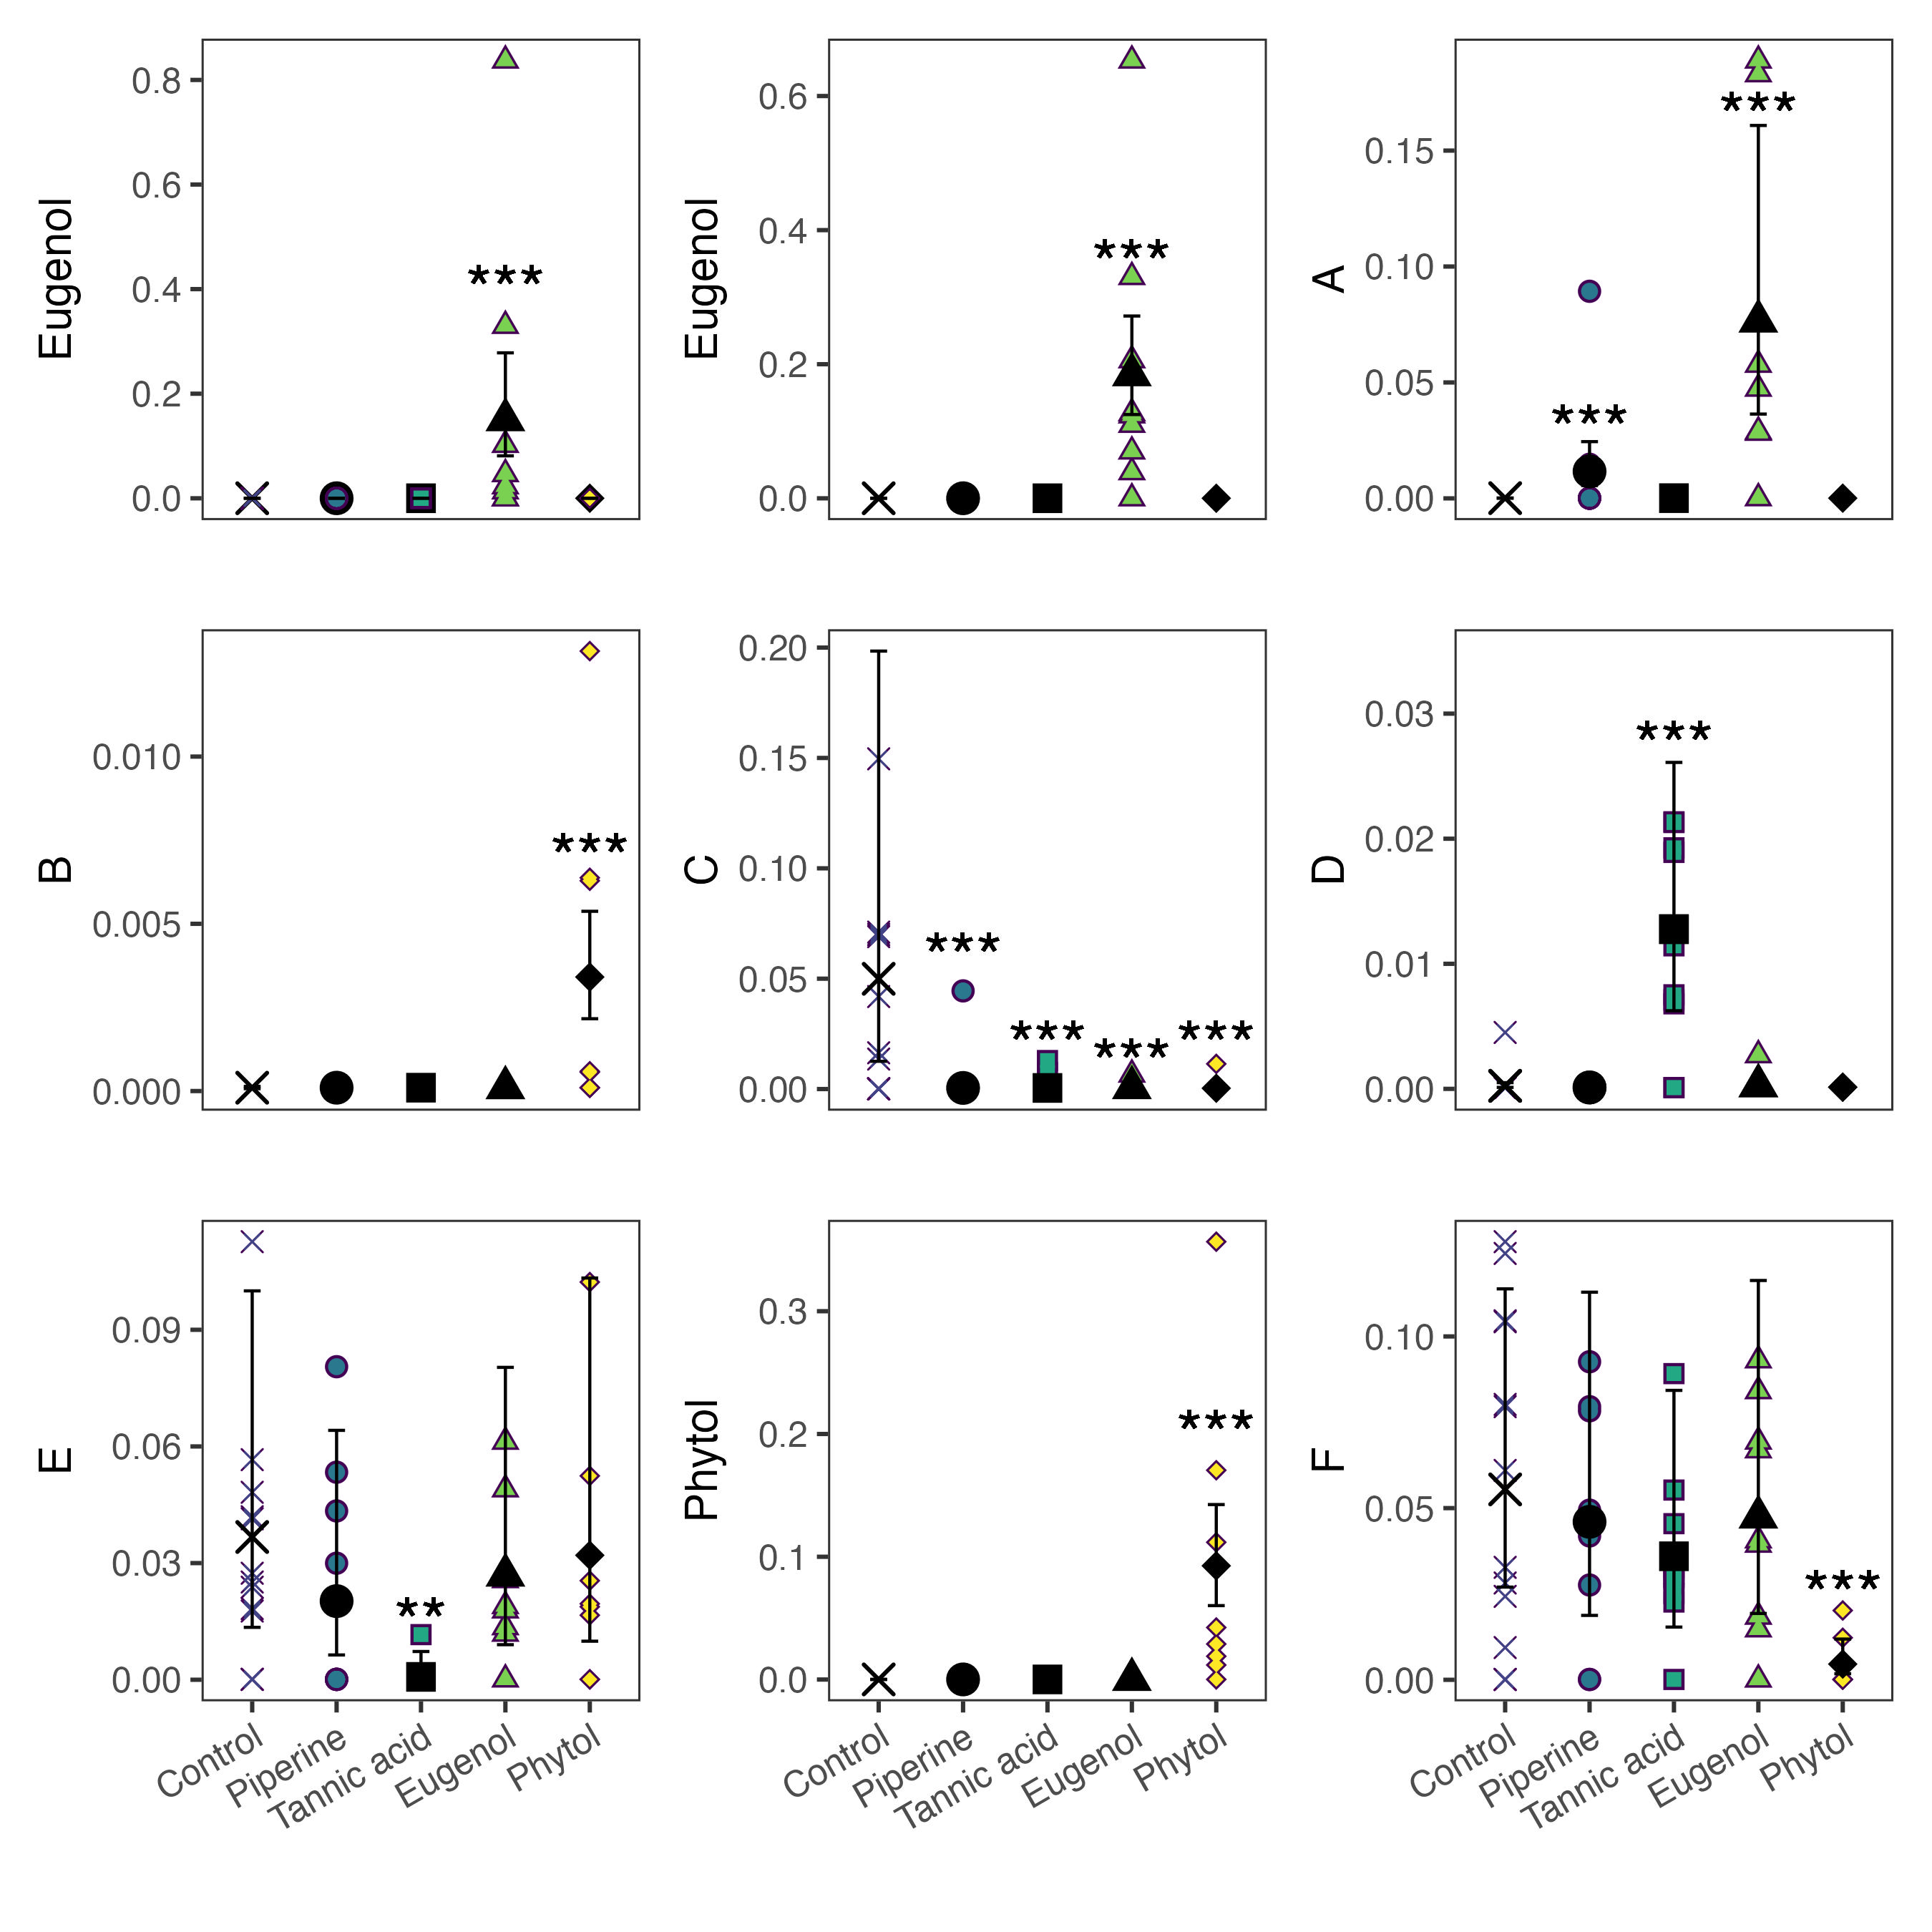 Eugenol
0.8
0.6
0.4
0.2
0.0
***
Eugenol
0.6
0.4
0.2
0.0
***
A
0.15
0.10
0.05
0.00
***
***
B
0.010
0.005
0.000
***
C
0.20
0.15
0.10
0.05
0.00
***
***
***
***
D
0.03
0.02
0.01
0.00
***
E
0.09
0.06
0.03
0.00
**
Control
Piperine
Tannic acid
Eugenol
Phytol
Phytol
0.3
0.2
0.1
0.0
***
Control
Piperine
Tannic acid
Eugenol
Phytol
F
0.10
0.05
0.00
***
Control
Piperine
Tannic acid
Eugenol
Phytol